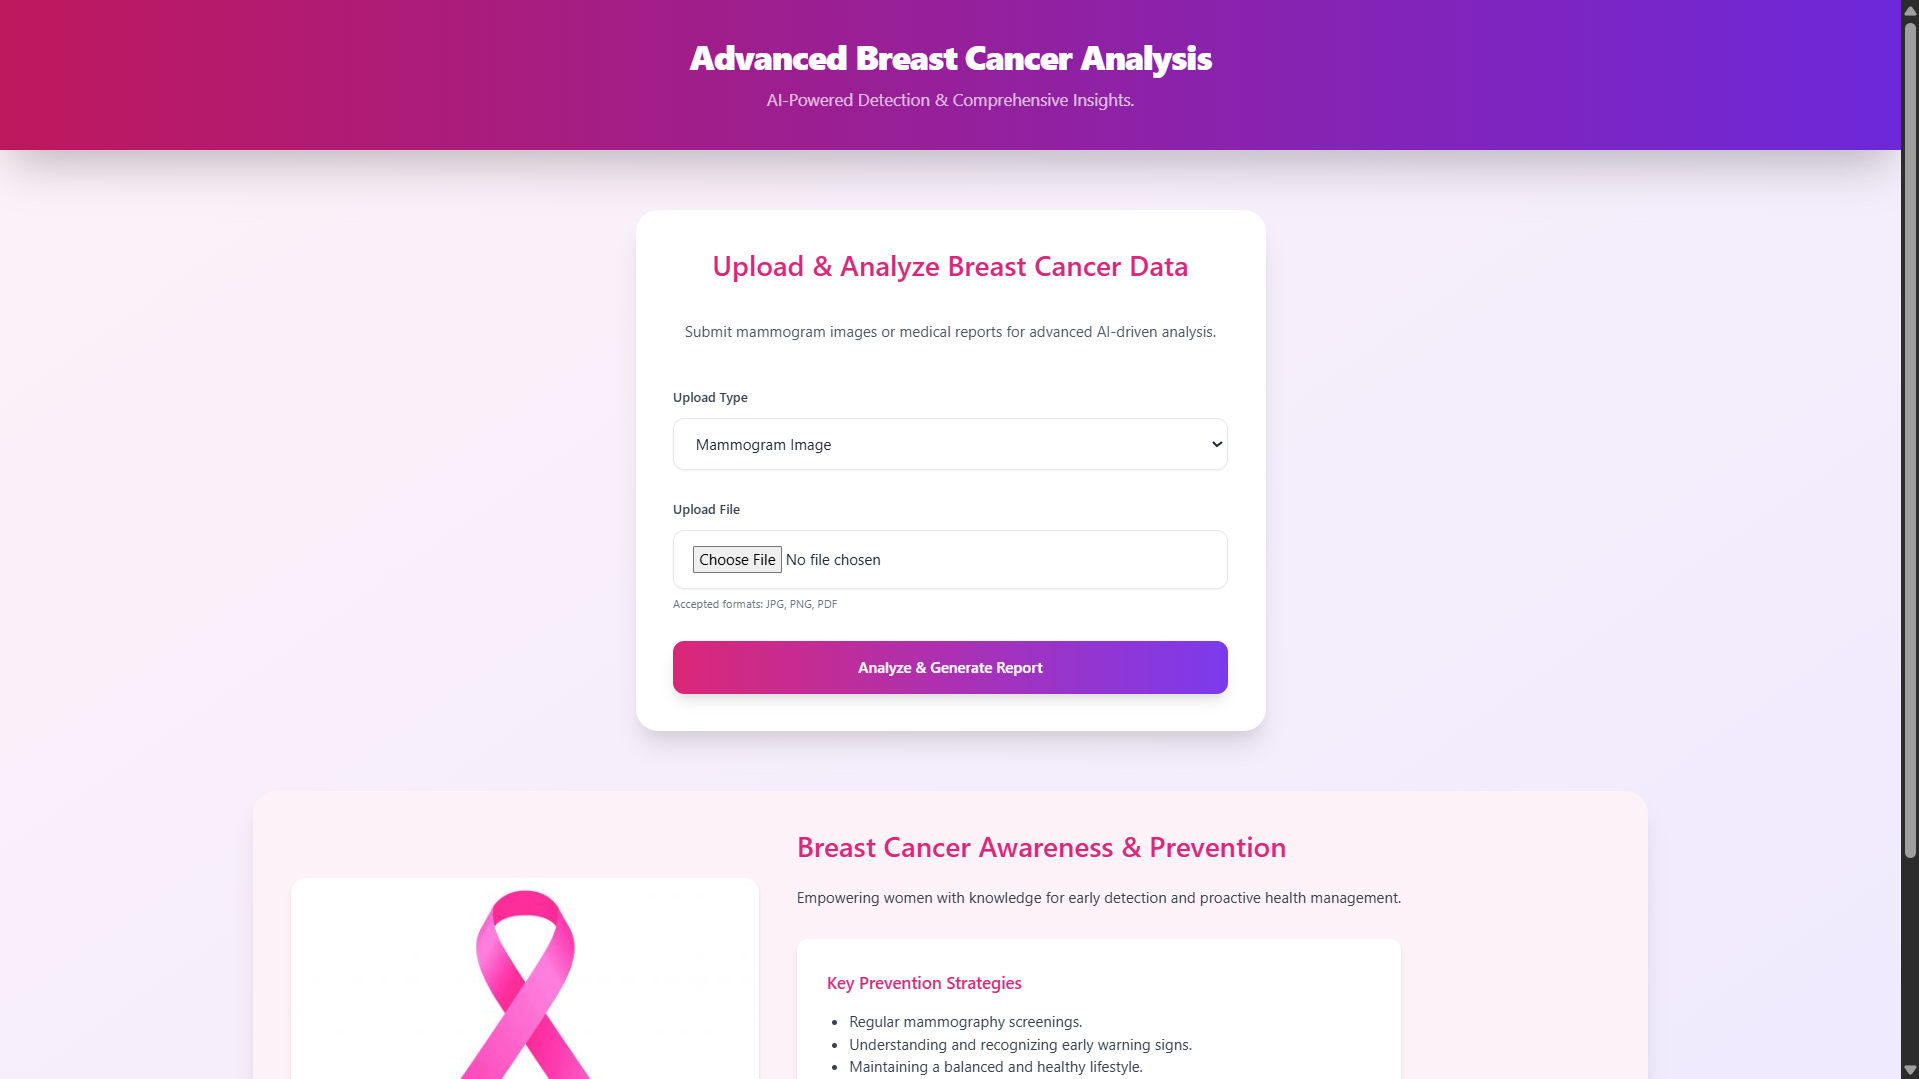 Advanced Breast Cancer Analysis
AI-Powered Detection & Comprehensive Insights.
Upload & Analyze Breast Cancer Data
Submit mammogram images or medical reports for advanced AI-driven analysis.
Upload Type
Mammogram Image
Upload File
Choose File No file chosen
Accepted formats: JPG, PNG, PDF
Analyze & Generate Report
Breast Cancer Awareness & Prevention
Empowering women with knowledge for early detection and proactive health management.
Key Prevention Strategies
• Regular mammography screenings.
• Understanding and recognizing early warning signs.
• Maintaining a balanced and healthy lifestyle.